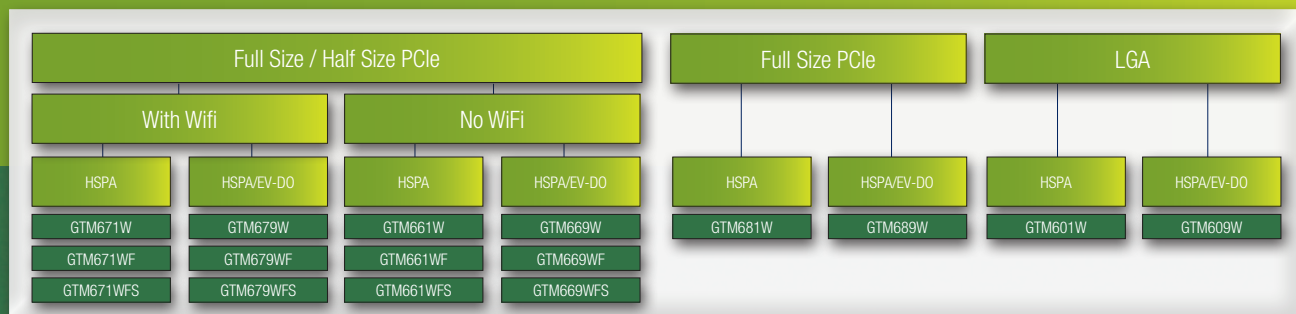 Full Size / Half Size PCIe
Full Size PCIe
LGA
With Wifi
No WiFi
HSPA
HSPA/EV-DO
HSPA
HSPA/EV-DO
HSPA
HSPA/EV-DO
HSPA
HSPA/EV-DO
GTM671W
GTM679W
GTM661W
GTM669W
GTM681W
GTM689W
GTM601W
GTM609W
GTM671WF
GTM679WF
GTM661WF
GTM669WF
GTM671WFS
GTM679WFS
GTM661WFS
GTM669WFS